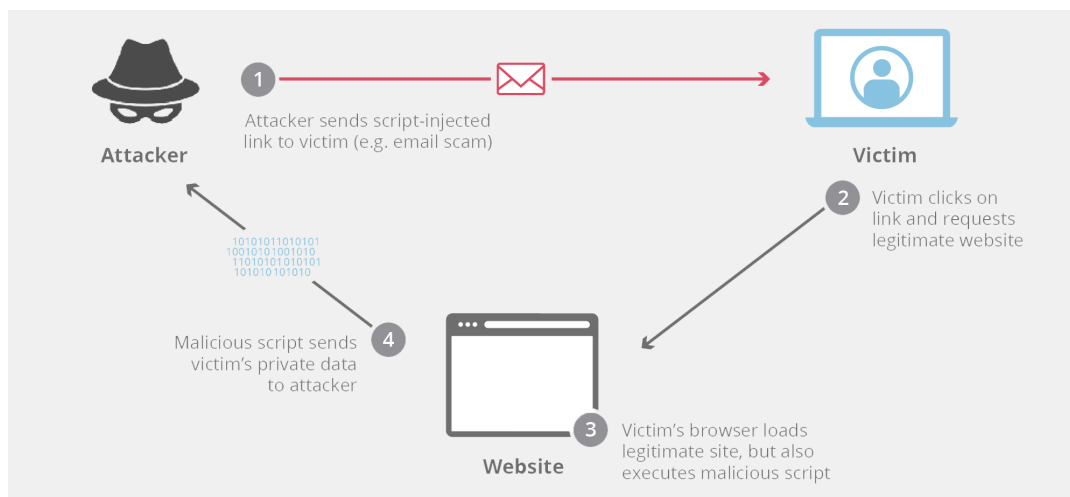 1
Attacker sends script-injected
link to victim (e.g. email scam)
Attacker
Victim
2
Victim clicks on
link and requests
legitimate website
10101011010101
10010101001010
11010101010101
101010101010
4
Malicious script sends
victim’s private data
to attacker
3
Victim’s browser loads
legitimate site, but also
executes malicious script
Website